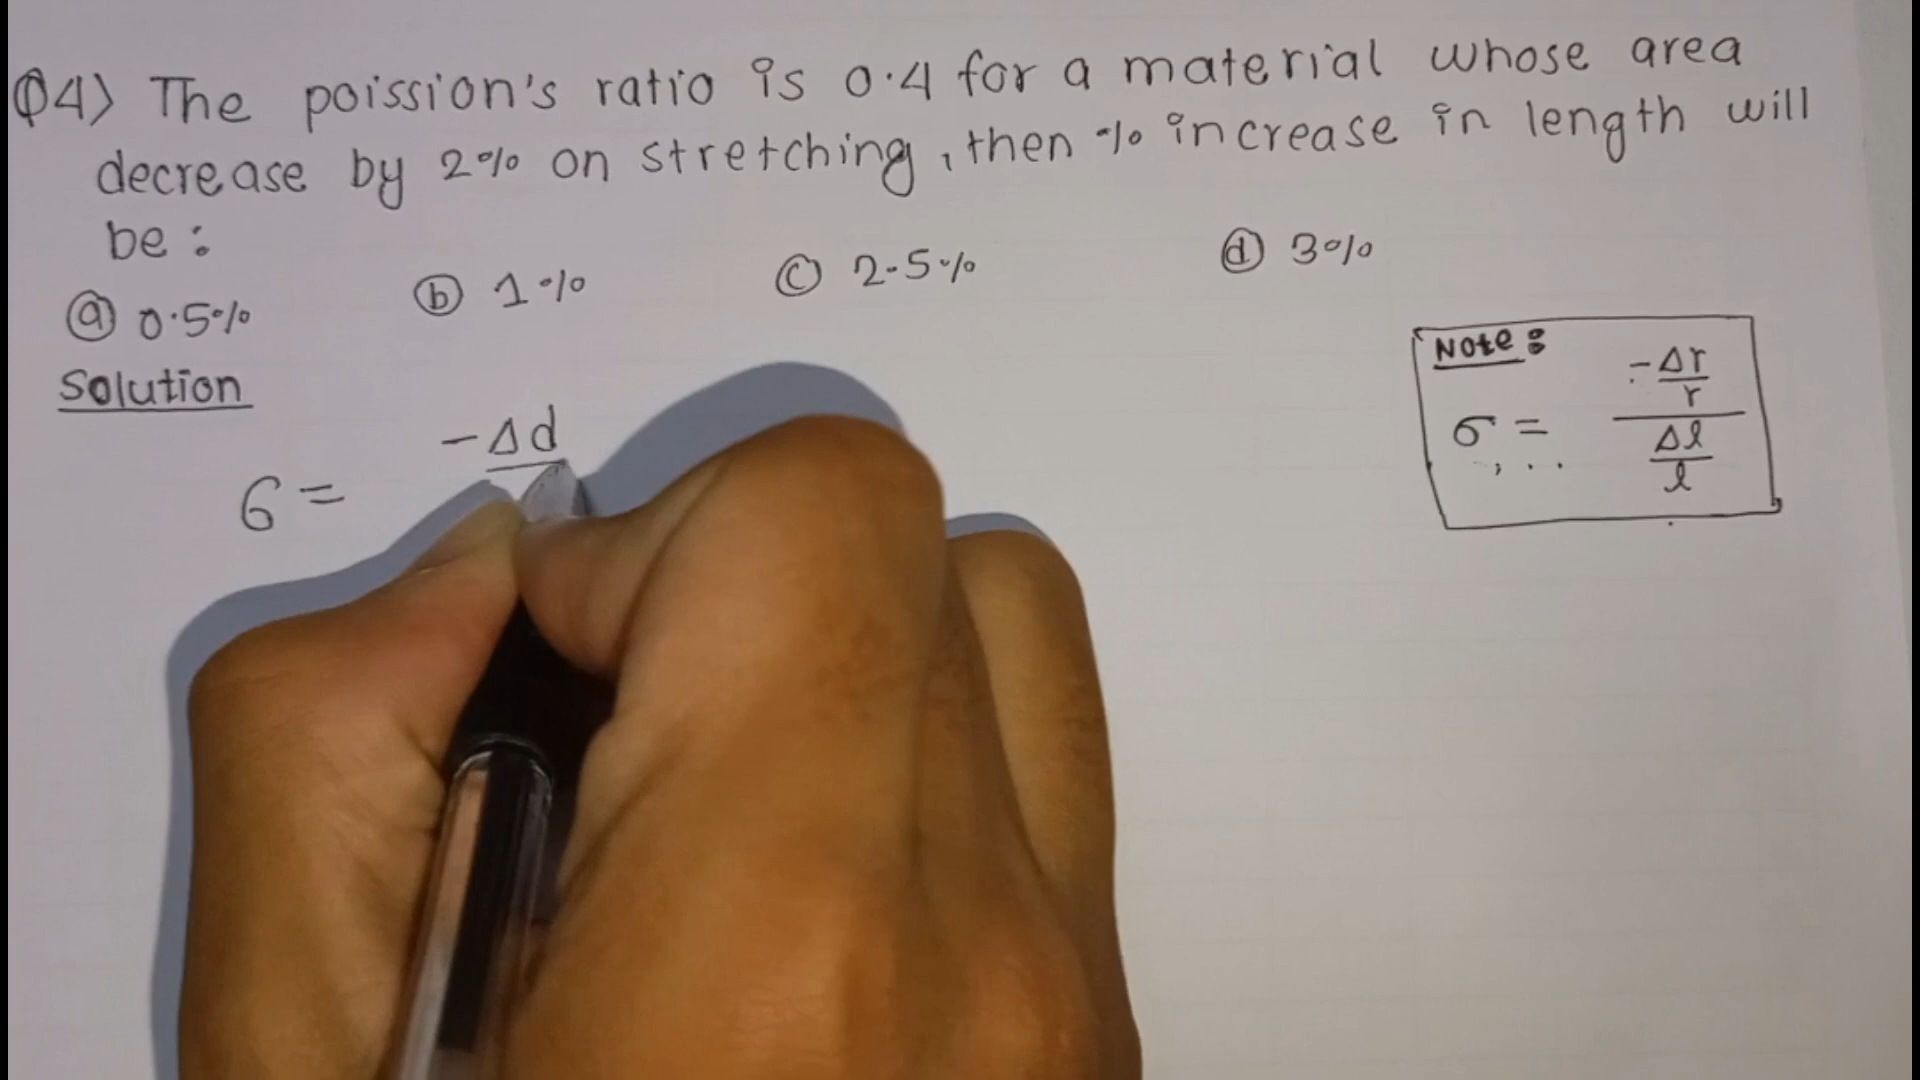 Q4) The poission's ratio is 0.4 for a material whose area
decrease by 2% on stretching, then % increase in length will
be :
(a) 0.5% (b) 1% (c) 2.5% (d) 3%
Solution
6 = -Δd
Note :
σ = -Δr/r / Δl/l